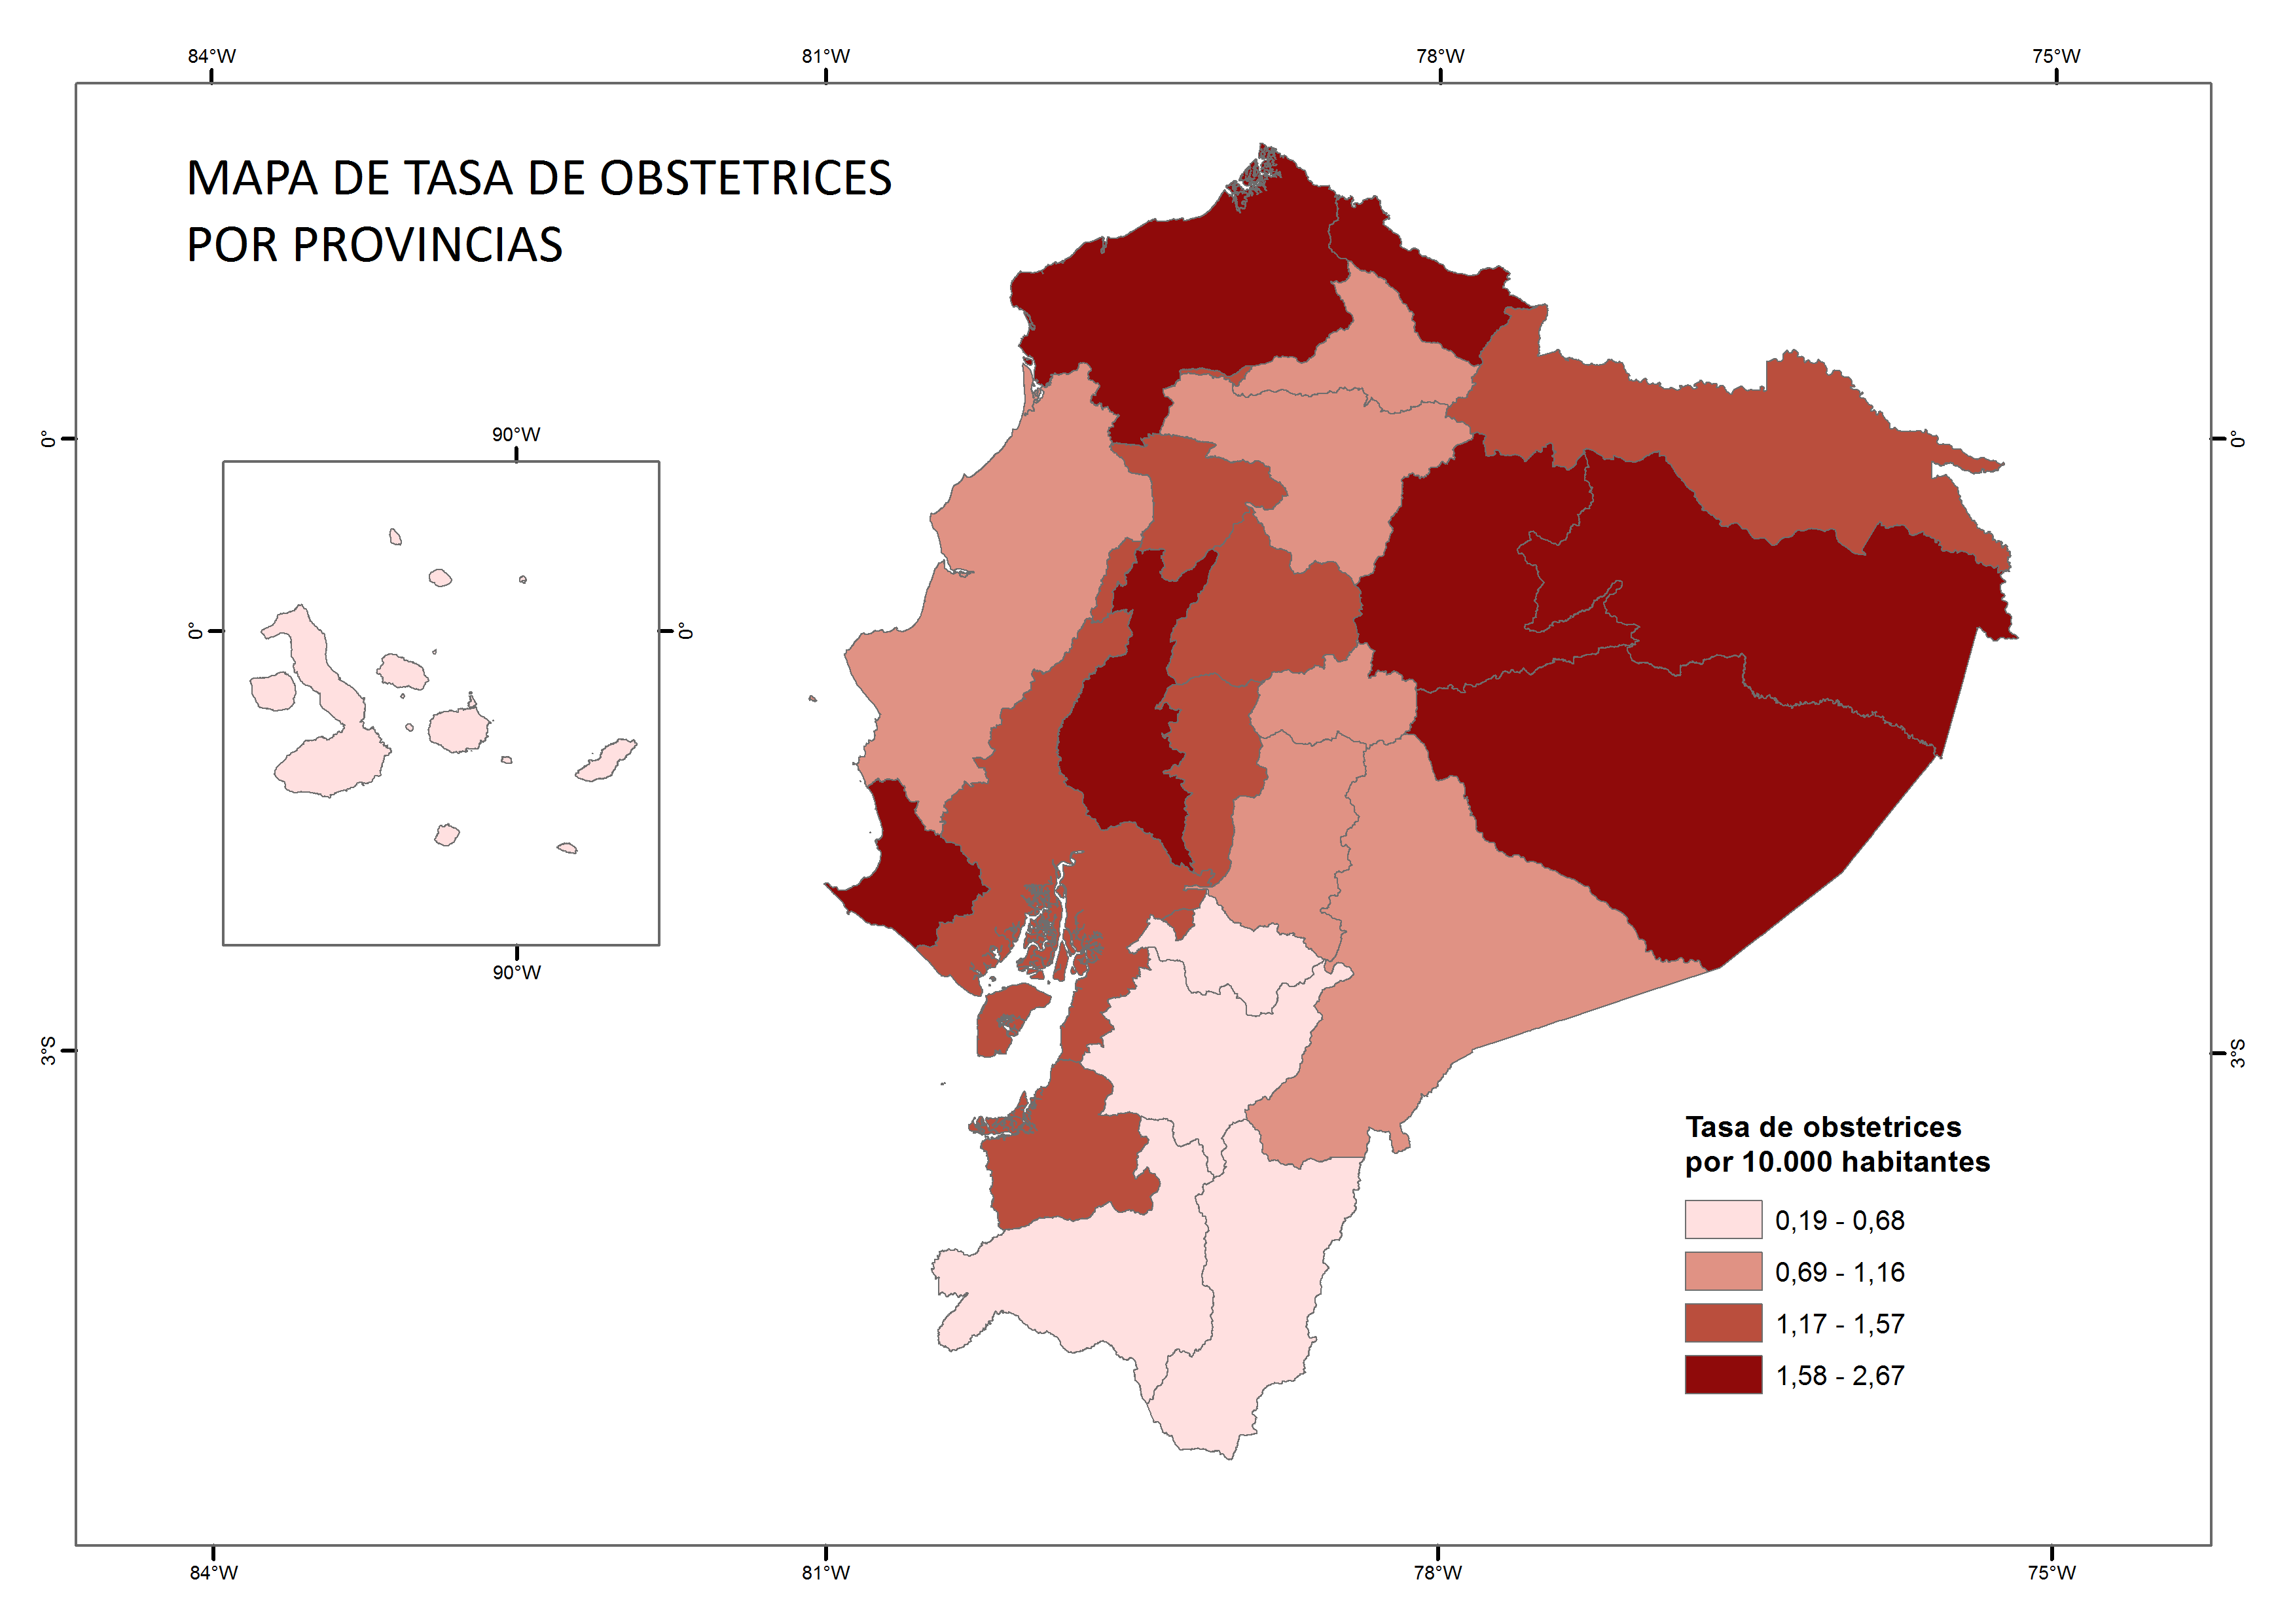 84°W
81°W
78°W
75°W
MAPA DE TASA DE OBSTETRICES
POR PROVINCIAS
0°
0°
90°W
0°
0°
90°W
3°S
3°S
Tasa de obstetrices
por 10.000 habitantes
0,19 - 0,68
0,69 - 1,16
1,17 - 1,57
1,58 - 2,67
84°W
81°W
78°W
75°W